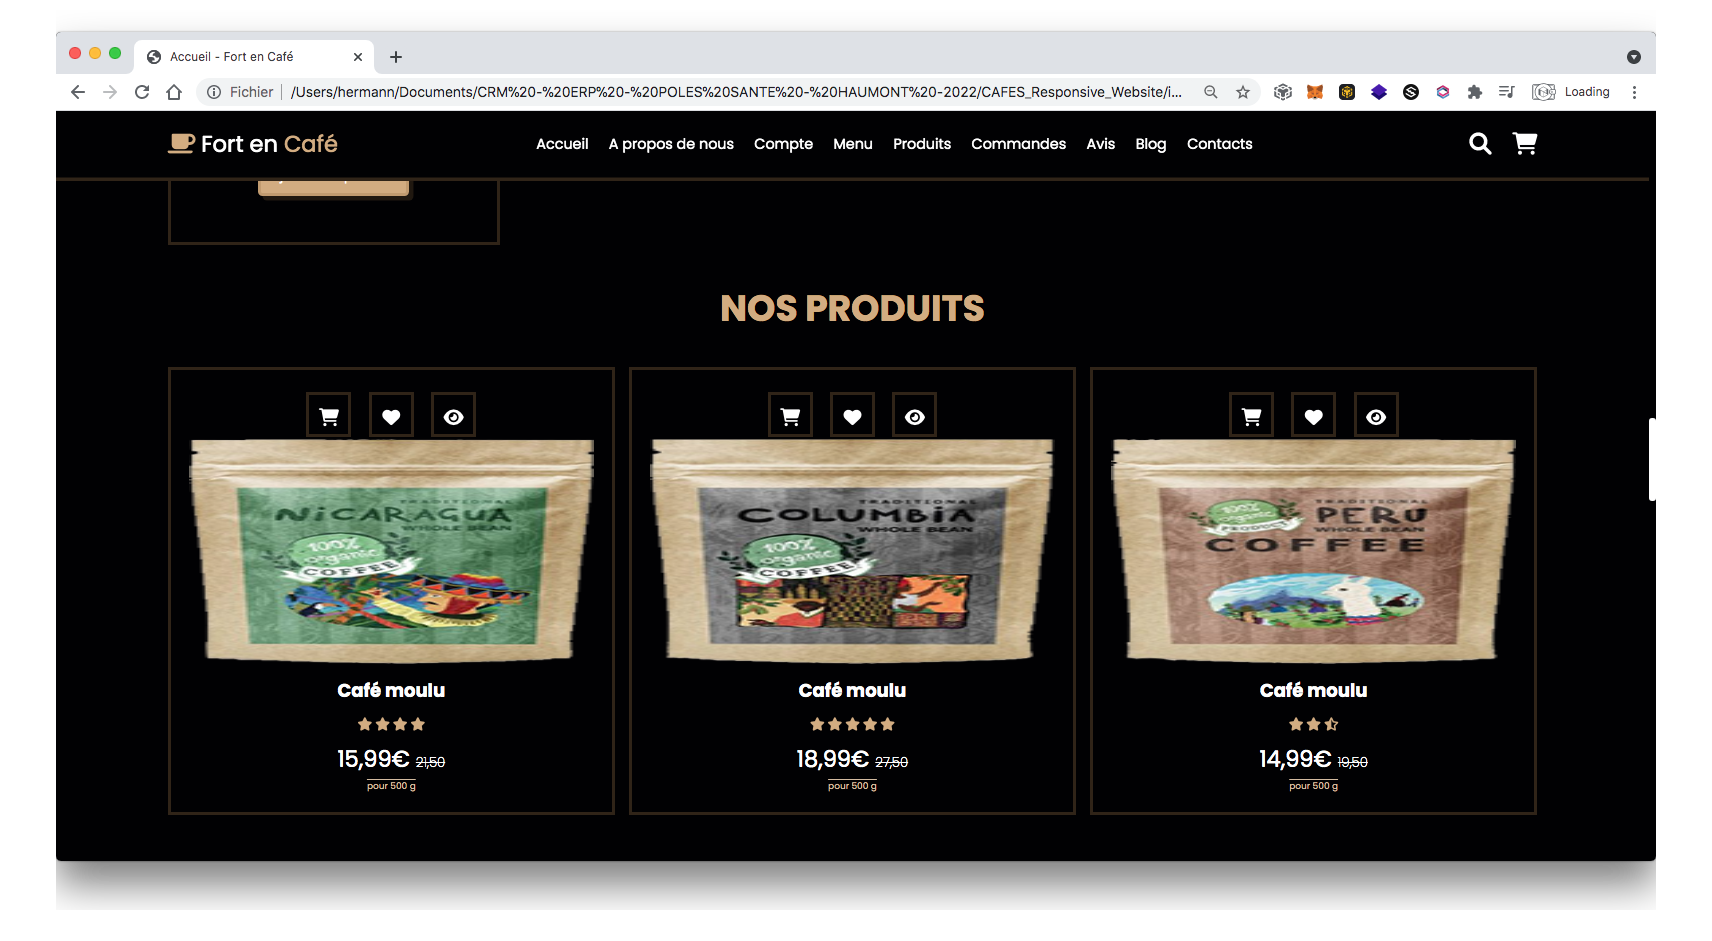 Accueil - Fort en Café
Fichier
/Users/hermann/Documents/CRM%20-%20ERP%20-%20POLES%20SANTE%20-%20HAUMONT%20-2022/CAFES_Responsive_Website/i...
Loading
Fort en Café
Accueil A propos de nous Compte Menu Produits Commandes Avis Blog Contacts
NOS PRODUITS
TRADITIONAL
NiCARAGUA
WHOLE BEAN
100%
organic
COFFEE
Café moulu
15,99€ 21,50
pour 500 g
TRADITIONAL
COLUMBiA
WHOLE BEAN
100%
organic
COFFEE
Café moulu
18,99€ 27,50
pour 500 g
TRADITIONAL
100%
organic
PRODUCT
PERU
WHOLE BEAN
COFFEE
Café moulu
14,99€ 19,50
pour 500 g